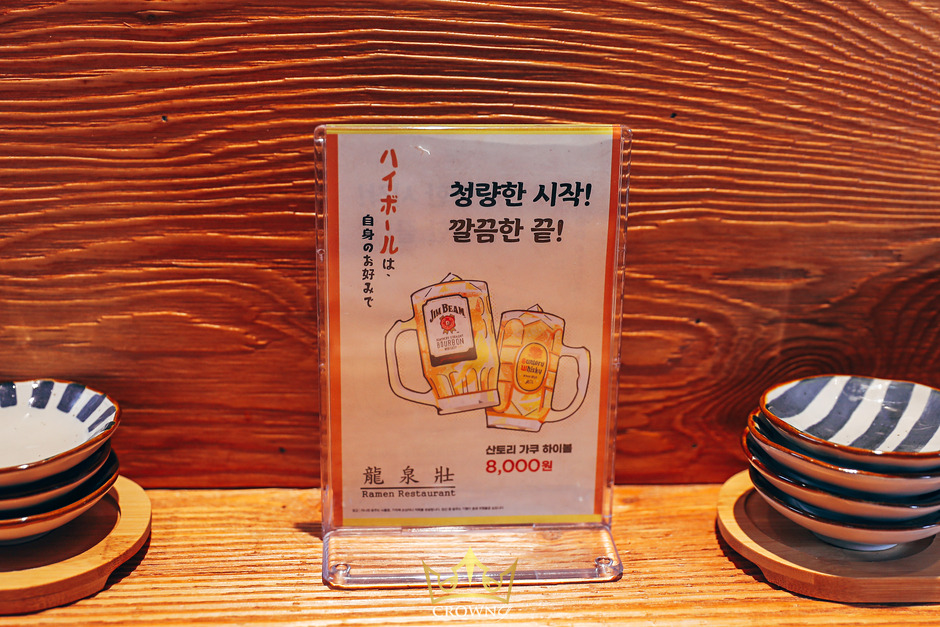 ハイボールは、
自身のお好みで
청량한 시작!
깔끔한 끝!
JIM BEAM
BOURBON
Suntory
Whisky
산토리 가쿠 하이볼
8,000원
龍泉壯
Ramen Restaurant
CROWNG